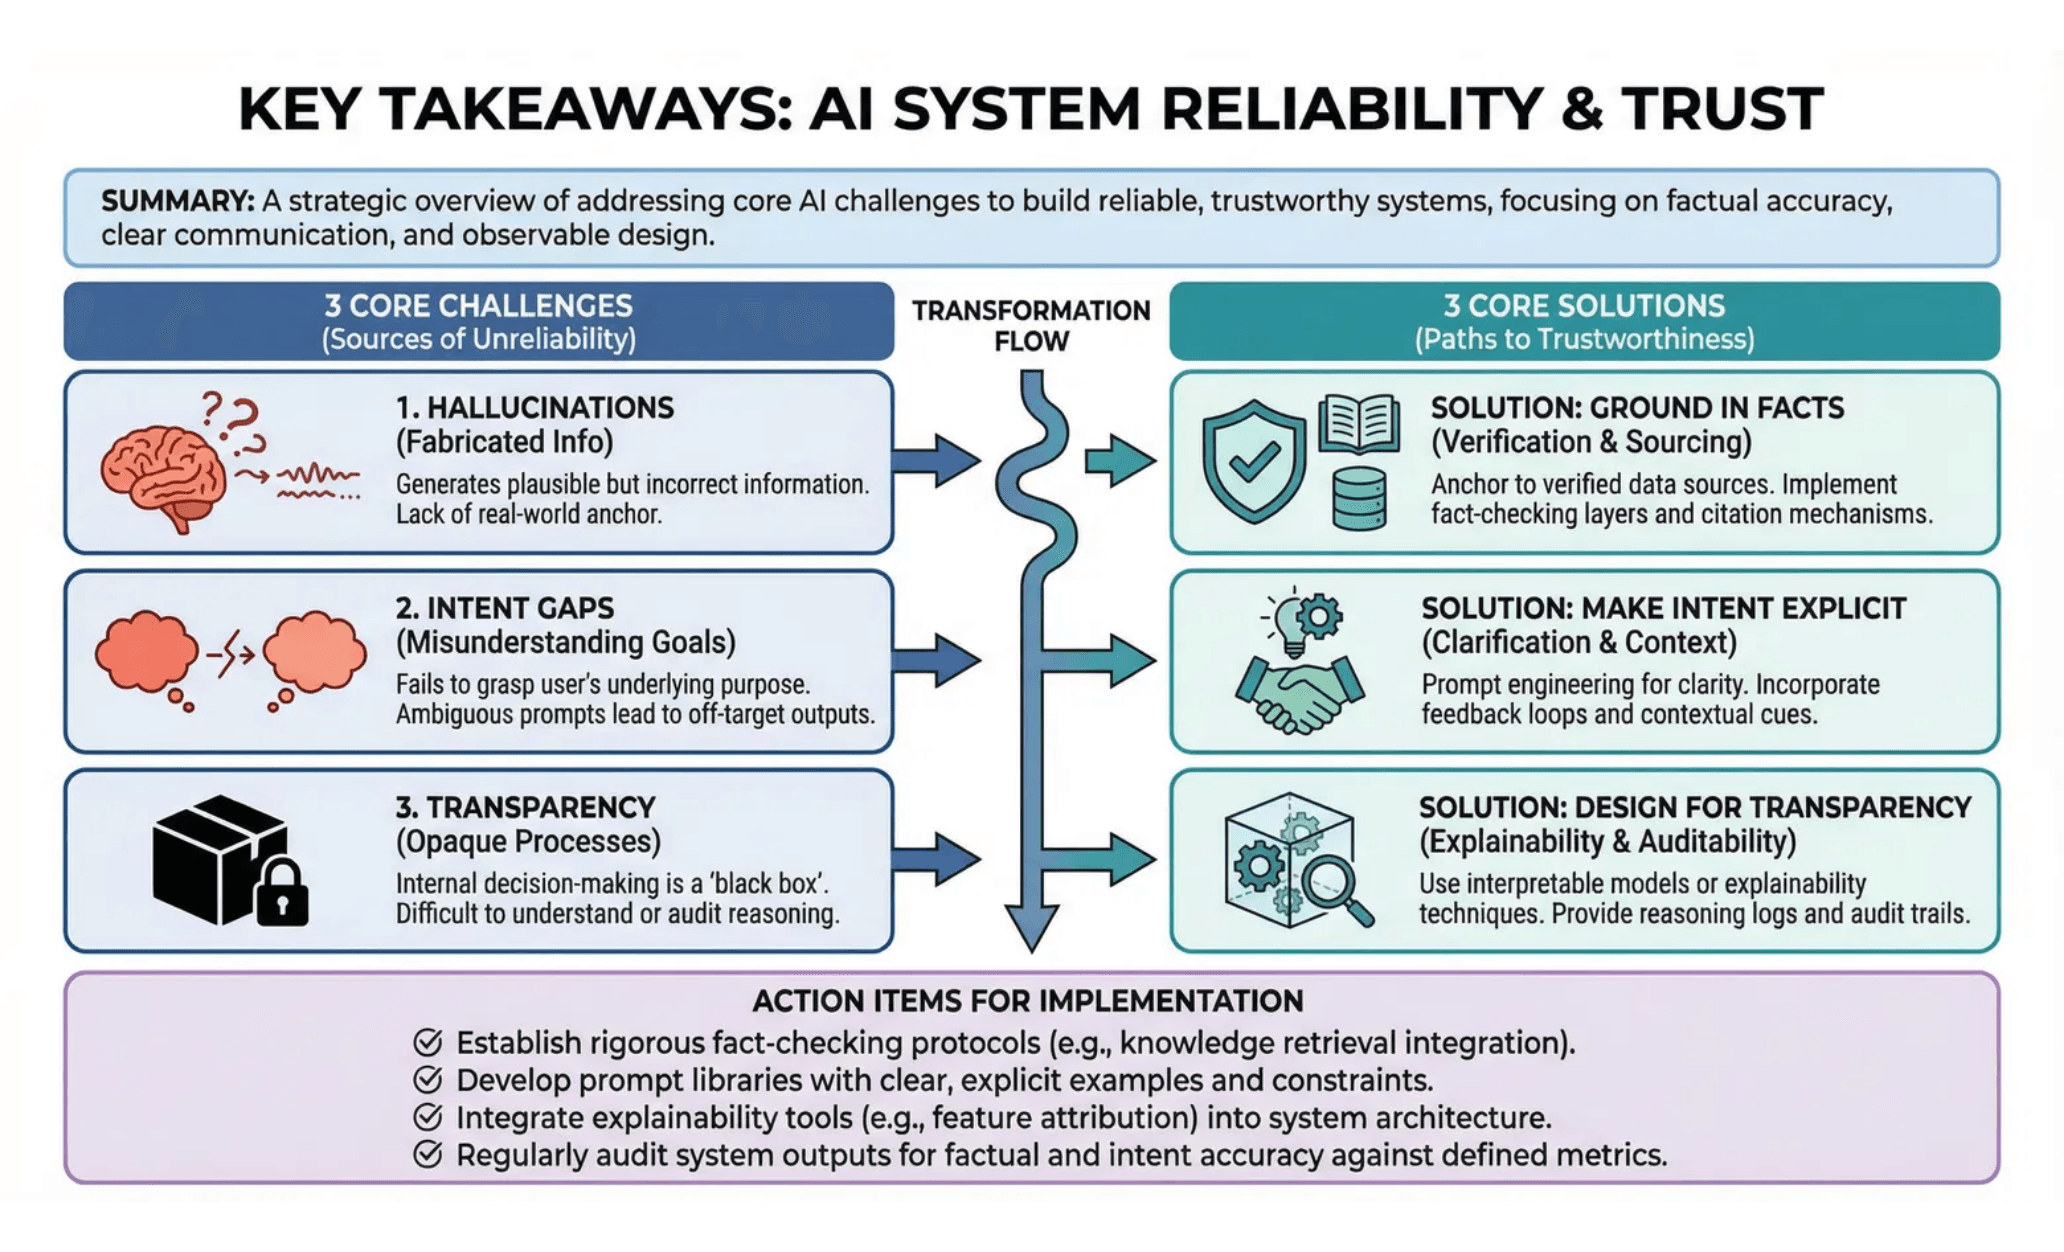 KEY TAKEAWAYS: AI SYSTEM RELIABILITY & TRUST
SUMMARY: A strategic overview of addressing core AI challenges to build reliable, trustworthy systems, focusing on factual accuracy,
clear communication, and observable design.
3 CORE CHALLENGES
(Sources of Unreliability)
TRANSFORMATION
FLOW
3 CORE SOLUTIONS
(Paths to Trustworthiness)
1. HALLUCINATIONS
(Fabricated Info)
Generates plausible but incorrect information.
Lack of real-world anchor.
SOLUTION: GROUND IN FACTS
(Verification & Sourcing)
Anchor to verified data sources. Implement
fact-checking layers and citation mechanisms.
2. INTENT GAPS
(Misunderstanding Goals)
Fails to grasp user's underlying purpose.
Ambiguous prompts lead to off-target outputs.
SOLUTION: MAKE INTENT EXPLICIT
(Clarification & Context)
Prompt engineering for clarity. Incorporate
feedback loops and contextual cues.
3. TRANSPARENCY
(Opaque Processes)
Internal decision-making is a 'black box'.
Difficult to understand or audit reasoning.
SOLUTION: DESIGN FOR TRANSPARENCY
(Explainability & Auditability)
Use interpretable models or explainability
techniques. Provide reasoning logs and audit trails.
ACTION ITEMS FOR IMPLEMENTATION
Establish rigorous fact-checking protocols (e.g., knowledge retrieval integration).
Develop prompt libraries with clear, explicit examples and constraints.
Integrate explainability tools (e.g., feature attribution) into system architecture.
Regularly audit system outputs for factual and intent accuracy against defined metrics.